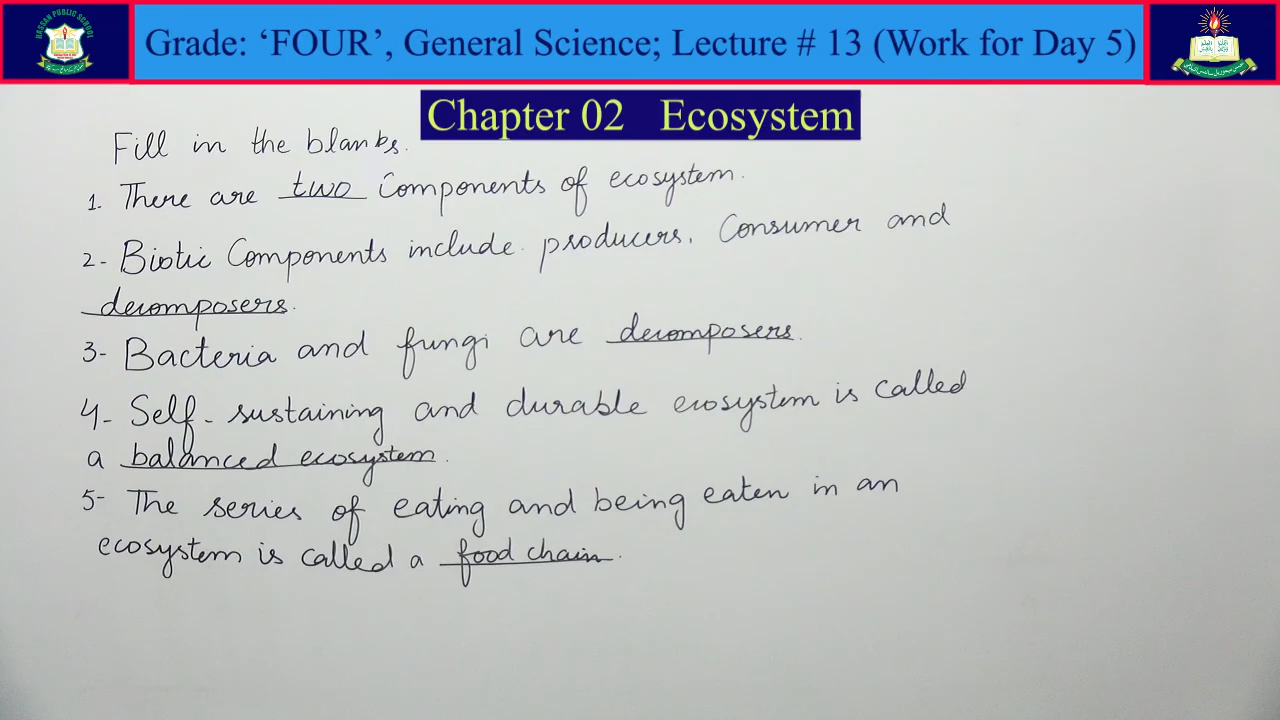 HASSAN PUBLIC SCHOOL
Grade: ‘FOUR’, General Science; Lecture # 13 (Work for Day 5)
Chapter 02 Ecosystem
Fill in the blanks.
1. There are two Components of ecosystem.
2- Biotic Components include producers, Consumer and
decomposers.
3- Bacteria and fungi are decomposers.
4- Self-sustaining and durable ecosystem is called
a balanced ecosystem.
5- The series of eating and being eaten in an
ecosystem is called a food chain.